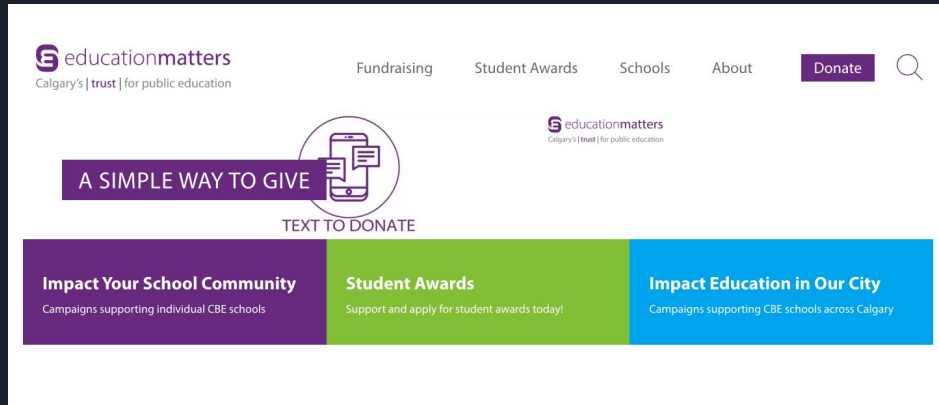 educationmatters
Calgary's | trust | for public education
Fundraising Student Awards Schools About Donate
educationmatters
Calgary's | trust | for public education
A SIMPLE WAY TO GIVE
TEXT TO DONATE
Impact Your School Community
Campaigns supporting individual CBE schools
Student Awards
Support and apply for student awards today!
Impact Education in Our City
Campaigns supporting CBE schools across Calgary